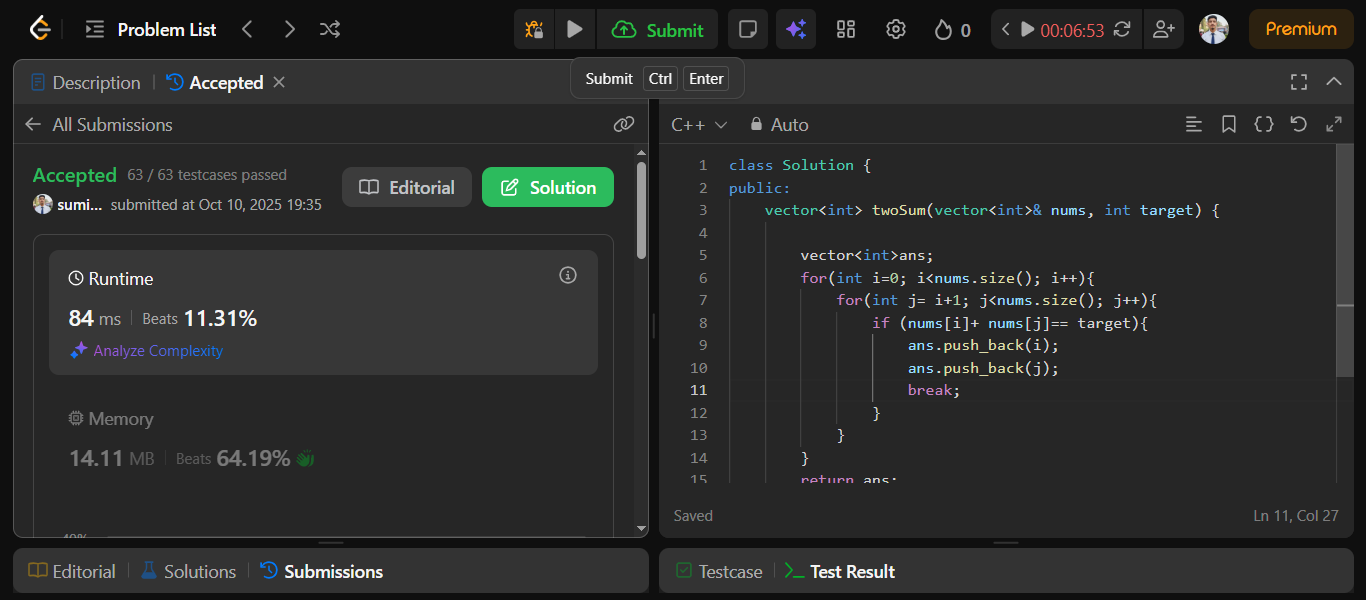 Problem List Submit 0 00:06:53 Premium
Submit Ctrl Enter
Description Accepted
All Submissions
Accepted 63 / 63 testcases passed
sumi... submitted at Oct 10, 2025 19:35
Editorial Solution
Runtime
84 ms Beats 11.31%
Analyze Complexity
Memory
14.11 MB Beats 64.19%
Editorial Solutions Submissions
C++ Auto
1 class Solution {
2 public:
3 vector<int> twoSum(vector<int>& nums, int target) {
4
5 vector<int>ans;
6 for(int i=0; i<nums.size(); i++){
7 for(int j= i+1; j<nums.size(); j++){
8 if (nums[i]+ nums[j]== target){
9 ans.push_back(i);
10 ans.push_back(j);
11 break;
12 }
13 }
14 }
15 return ans;
Saved Ln 11, Col 27
Testcase Test Result